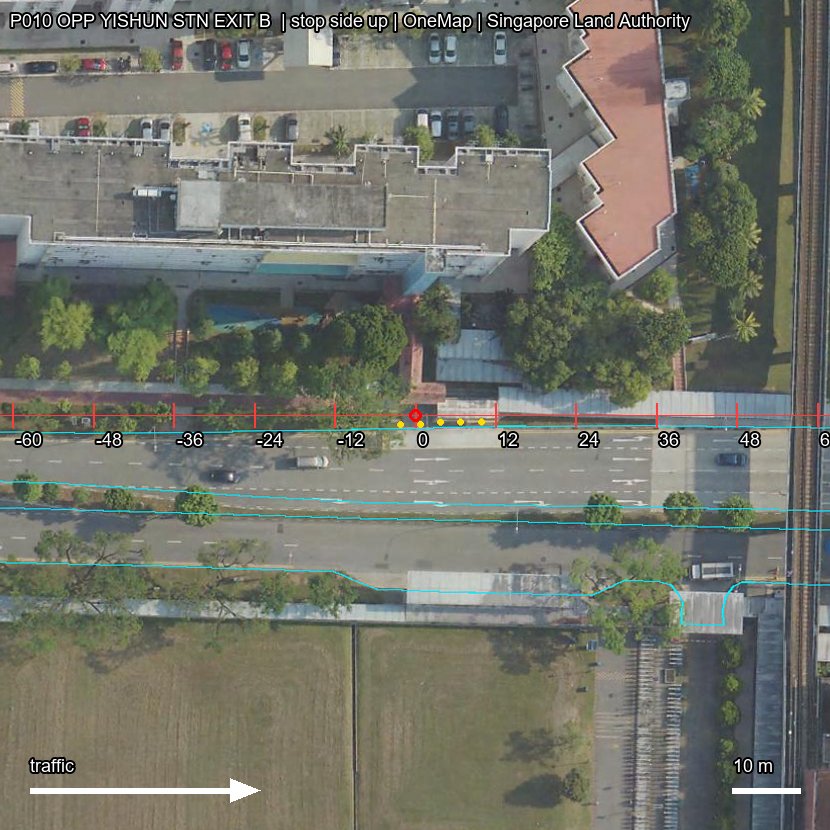 P010 OPP YISHUN STN EXIT B | stop side up | OneMap | Singapore Land Authority
-60 -48 -36 -24 -12 0 12 24 36 48 6
traffic
10 m